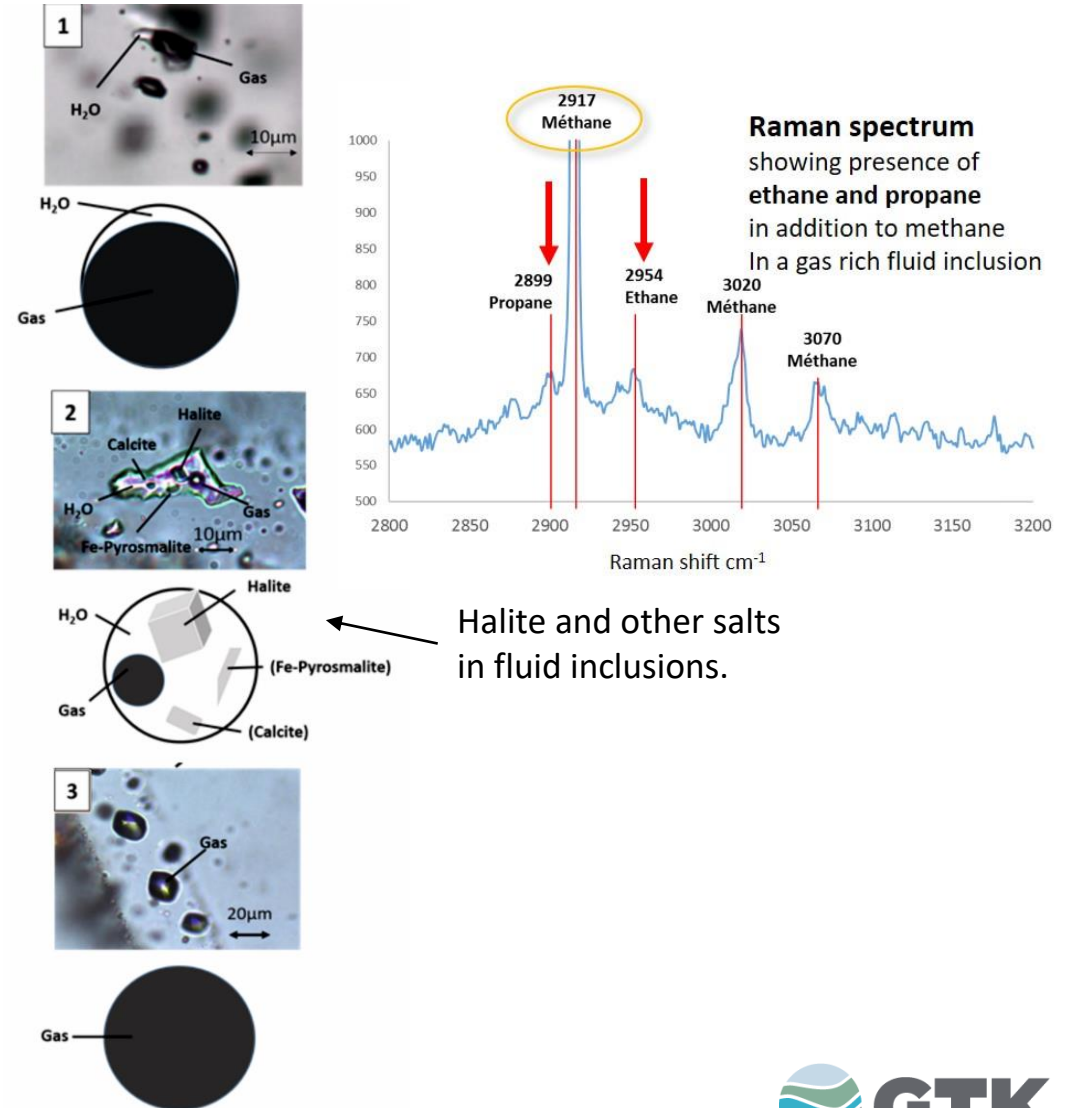 1
Gas
H₂O
10µm
H₂O
Gas
2
Halite
Calcite
H₂O
Gas
Fe-Pyrosmalite
10µm
Halite
H₂O
(Fe-Pyrosmalite)
Gas
(Calcite)
3
Gas
20µm
Gas
2917
Méthane
1000
950
900
850
800
750
700
650
600
550
500
2899
Propane
2954
Ethane
3020
Méthane
3070
Méthane
2800
2850
2900
2950
3000
3050
3100
3150
3200
Raman shift cm⁻¹
Raman spectrum
showing presence of
ethane and propane
in addition to methane
In a gas rich fluid inclusion
Halite and other salts
in fluid inclusions.
GTK